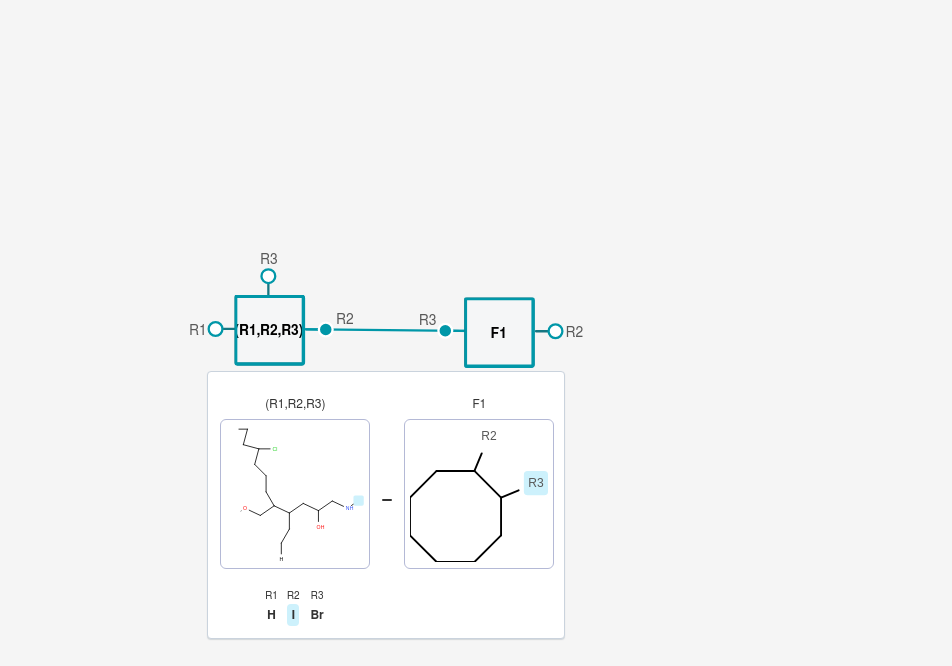 R3
R1 (R1,R2,R3) R2 R3 F1 R2
(R1,R2,R3) F1
Cl
R2
R3
O NH
OH
H
–
R1 R2 R3
H I Br